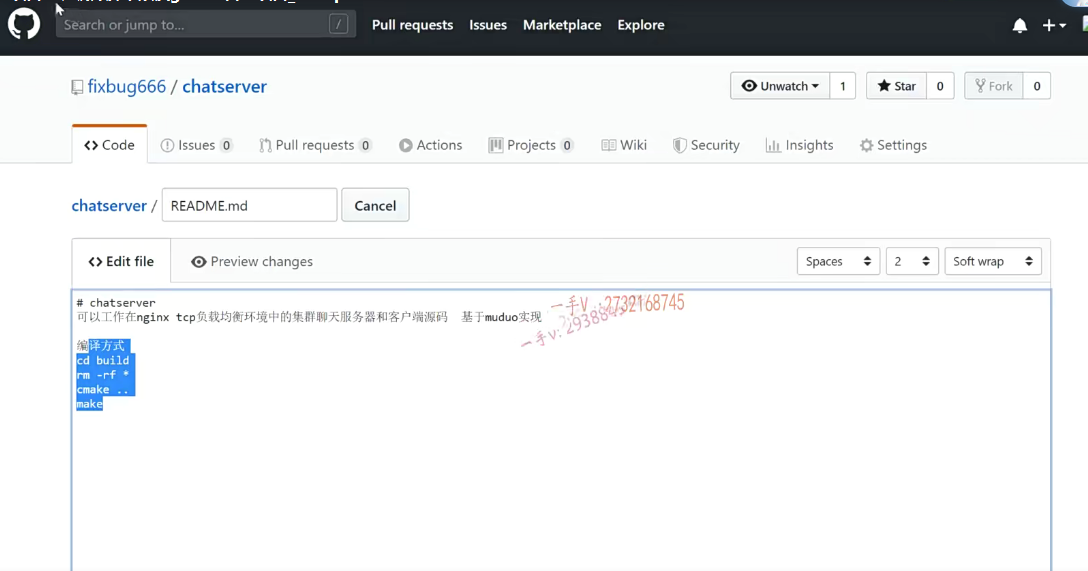 Search or jump to... / Pull requests Issues Marketplace Explore
fixbug666 / chatserver Unwatch 1 Star 0 Fork 0
Code Issues 0 Pull requests 0 Actions Projects 0 Wiki Security Insights Settings
chatserver / README.md Cancel
Edit file Preview changes Spaces 2 Soft wrap
# chatserver
一手V :2732168745
可以工作在nginx tcp负载均衡环境中的集群聊天服务器和客户端源码 基于muduo实现
编译方式
cd build
rm -rf *
cmake ..
make